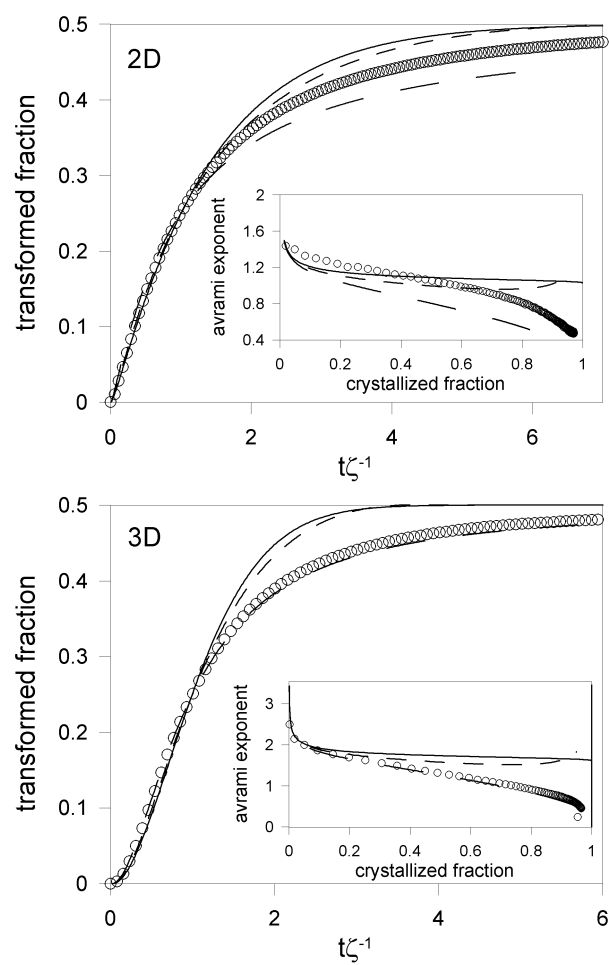 2D
transformed fraction
0.5
0.4
0.3
0.2
0.1
0
0 2 4 6
tζ⁻¹
avrami exponent
2
1.6
1.2
0.8
0.4
0 0.2 0.4 0.6 0.8 1
crystallized fraction
3D
transformed fraction
0.5
0.4
0.3
0.2
0.1
0
0 2 4 6
tζ⁻¹
avrami exponent
3
2
1
0
0 0.2 0.4 0.6 0.8 1
crystallized fraction